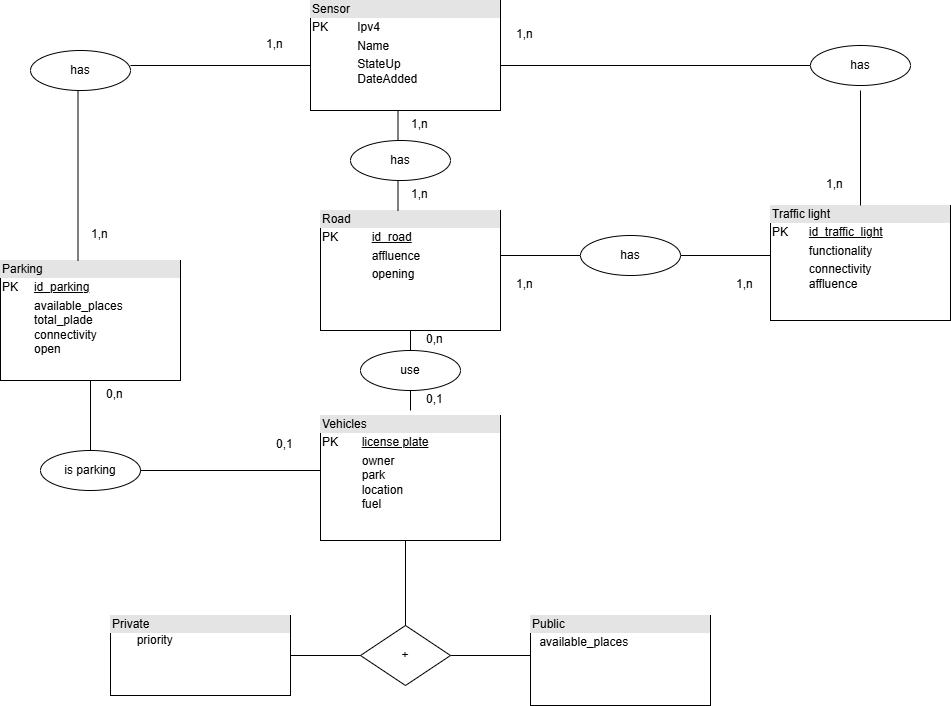 Sensor
PK Ipv4
Name
StateUp
DateAdded
1,n
1,n
has
has
1,n
has
1,n
1,n
1,n
Road
PK id_road
affluence
opening
has
1,n
1,n
Traffic light
PK id_traffic_light
functionality
connectivity
affluence
Parking
PK id_parking
available_places
total_plade
connectivity
open
0,n
use
0,1
0,n
0,1
is parking
Vehicles
PK license plate
owner
park
location
fuel
Private
priority
+
Public
available_places